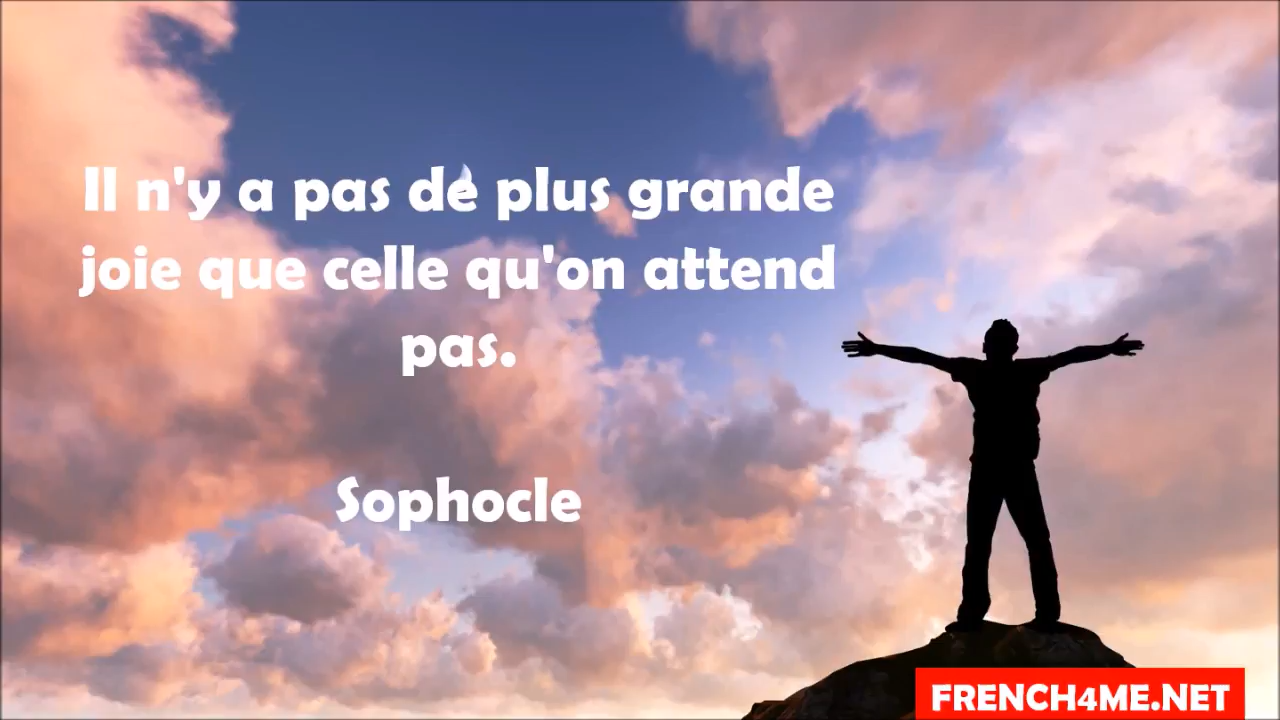 Il n'y a pas de plus grande
joie que celle qu'on attend
pas.
Sophocle
FRENCH4ME.NET